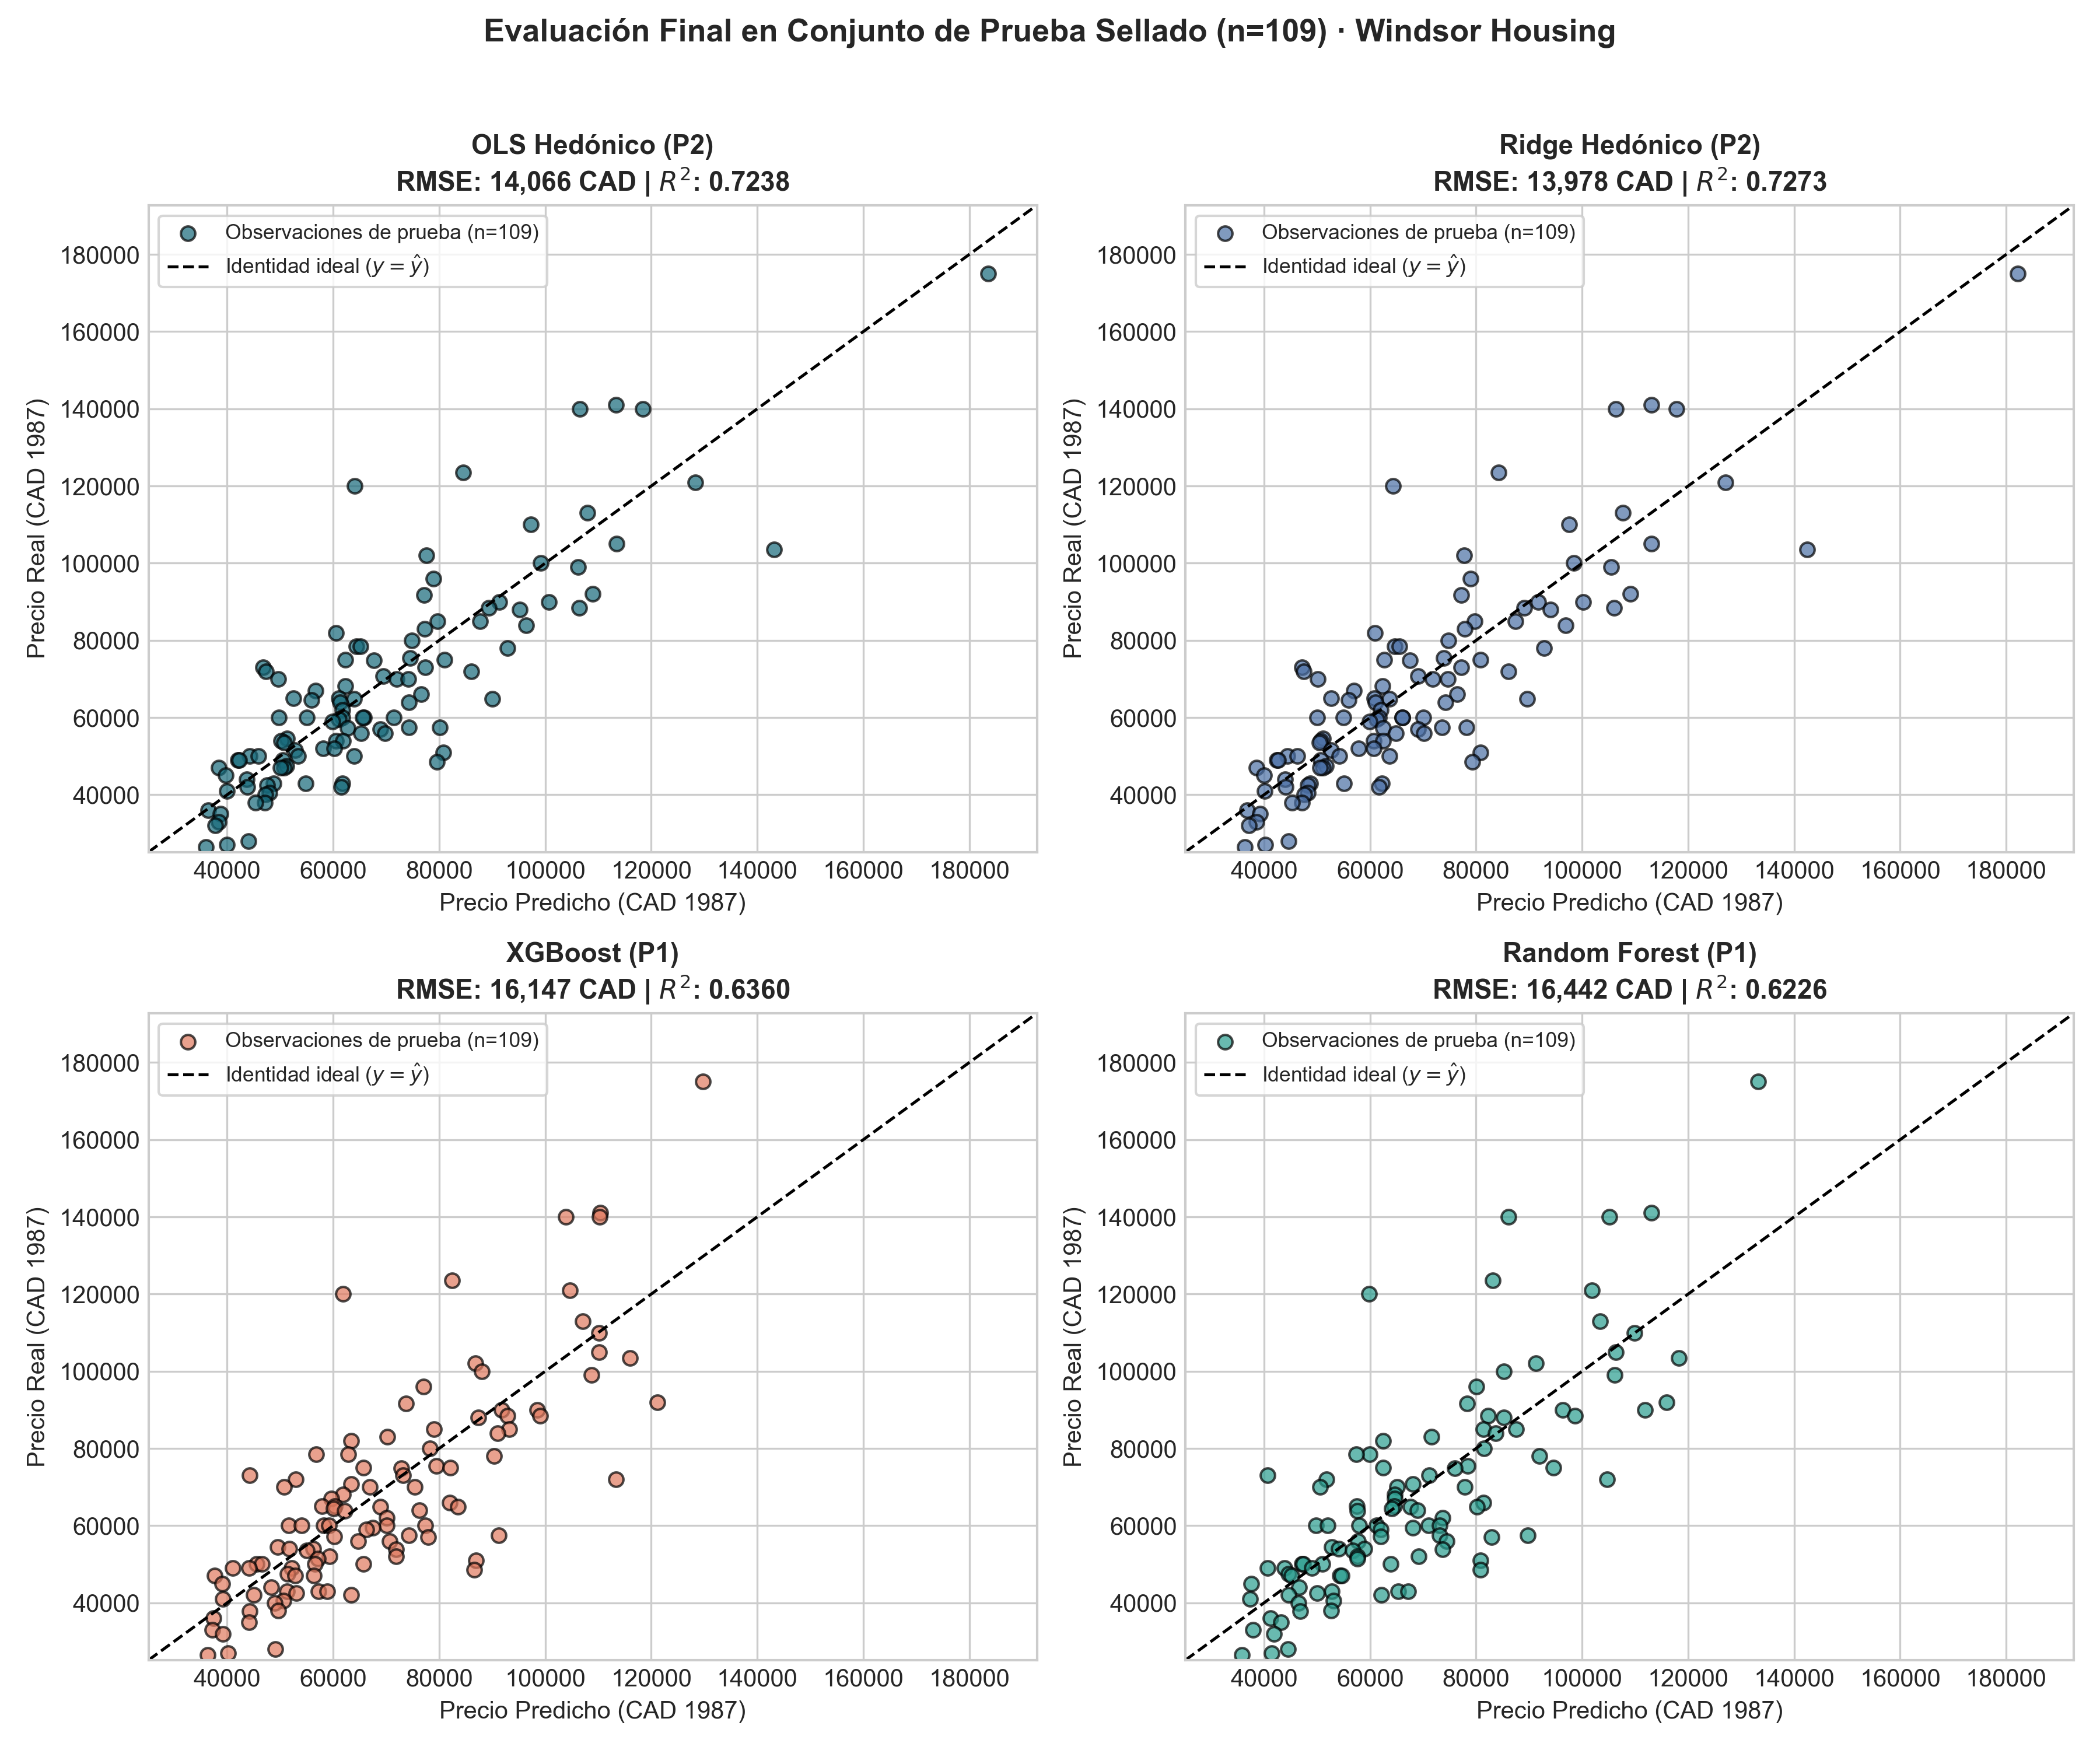 Evaluación Final en Conjunto de Prueba Sellado (n=109) · Windsor Housing
OLS Hedónico (P2)
RMSE: 14,066 CAD | R²: 0.7238
Observaciones de prueba (n=109)
Identidad ideal (y = ŷ)
180000
160000
140000
120000
100000
80000
60000
40000
Precio Real (CAD 1987)
40000 60000 80000 100000 120000 140000 160000 180000
Precio Predicho (CAD 1987)
Ridge Hedónico (P2)
RMSE: 13,978 CAD | R²: 0.7273
Observaciones de prueba (n=109)
Identidad ideal (y = ŷ)
180000
160000
140000
120000
100000
80000
60000
40000
Precio Real (CAD 1987)
40000 60000 80000 100000 120000 140000 160000 180000
Precio Predicho (CAD 1987)
XGBoost (P1)
RMSE: 16,147 CAD | R²: 0.6360
Observaciones de prueba (n=109)
Identidad ideal (y = ŷ)
180000
160000
140000
120000
100000
80000
60000
40000
Precio Real (CAD 1987)
40000 60000 80000 100000 120000 140000 160000 180000
Precio Predicho (CAD 1987)
Random Forest (P1)
RMSE: 16,442 CAD | R²: 0.6226
Observaciones de prueba (n=109)
Identidad ideal (y = ŷ)
180000
160000
140000
120000
100000
80000
60000
40000
Precio Real (CAD 1987)
40000 60000 80000 100000 120000 140000 160000 180000
Precio Predicho (CAD 1987)